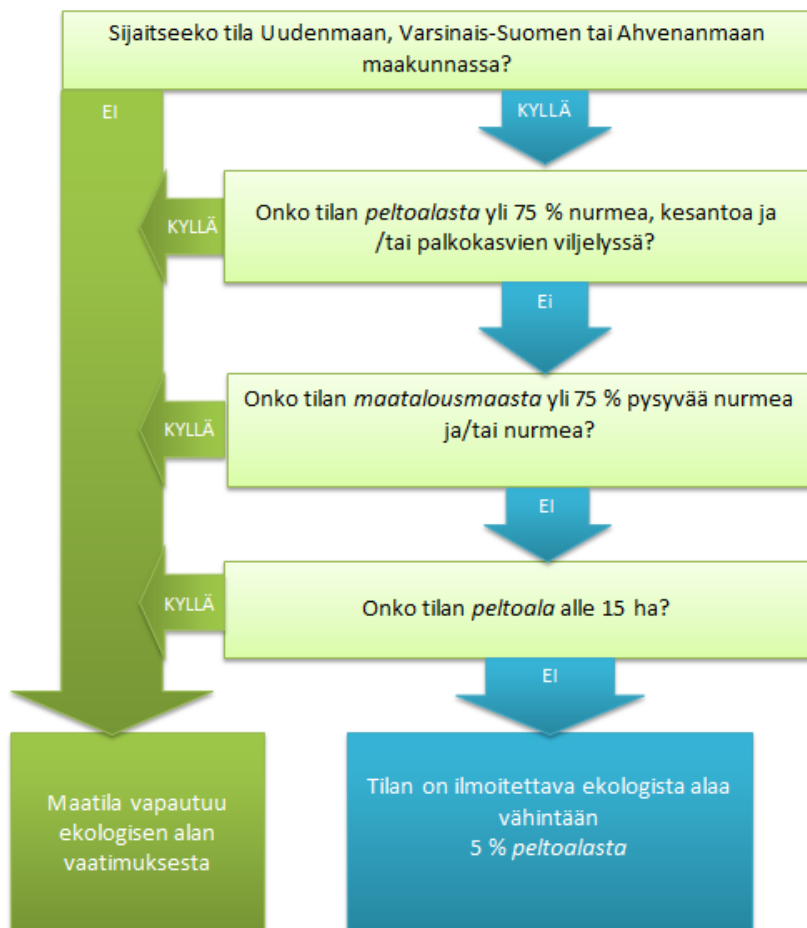 Sijaitseeko tila Uudenmaan, Varsinais-Suomen tai Ahvenanmaan
maakunnassa?
EI
KYLLÄ
Onko tilan peltoalasta yli 75 % nurmea, kesantoa ja
/tai palkokasvien viljelyssä?
KYLLÄ
Ei
Onko tilan maatalousmaasta yli 75 % pysyvää nurmea
ja/tai nurmea?
KYLLÄ
EI
Onko tilan peltoala alle 15 ha?
KYLLÄ
EI
Maatila vapautuu
ekologisen alan
vaatimuksesta
Tilan on ilmoitettava ekologista alaa
vähintään
5 % peltoalasta